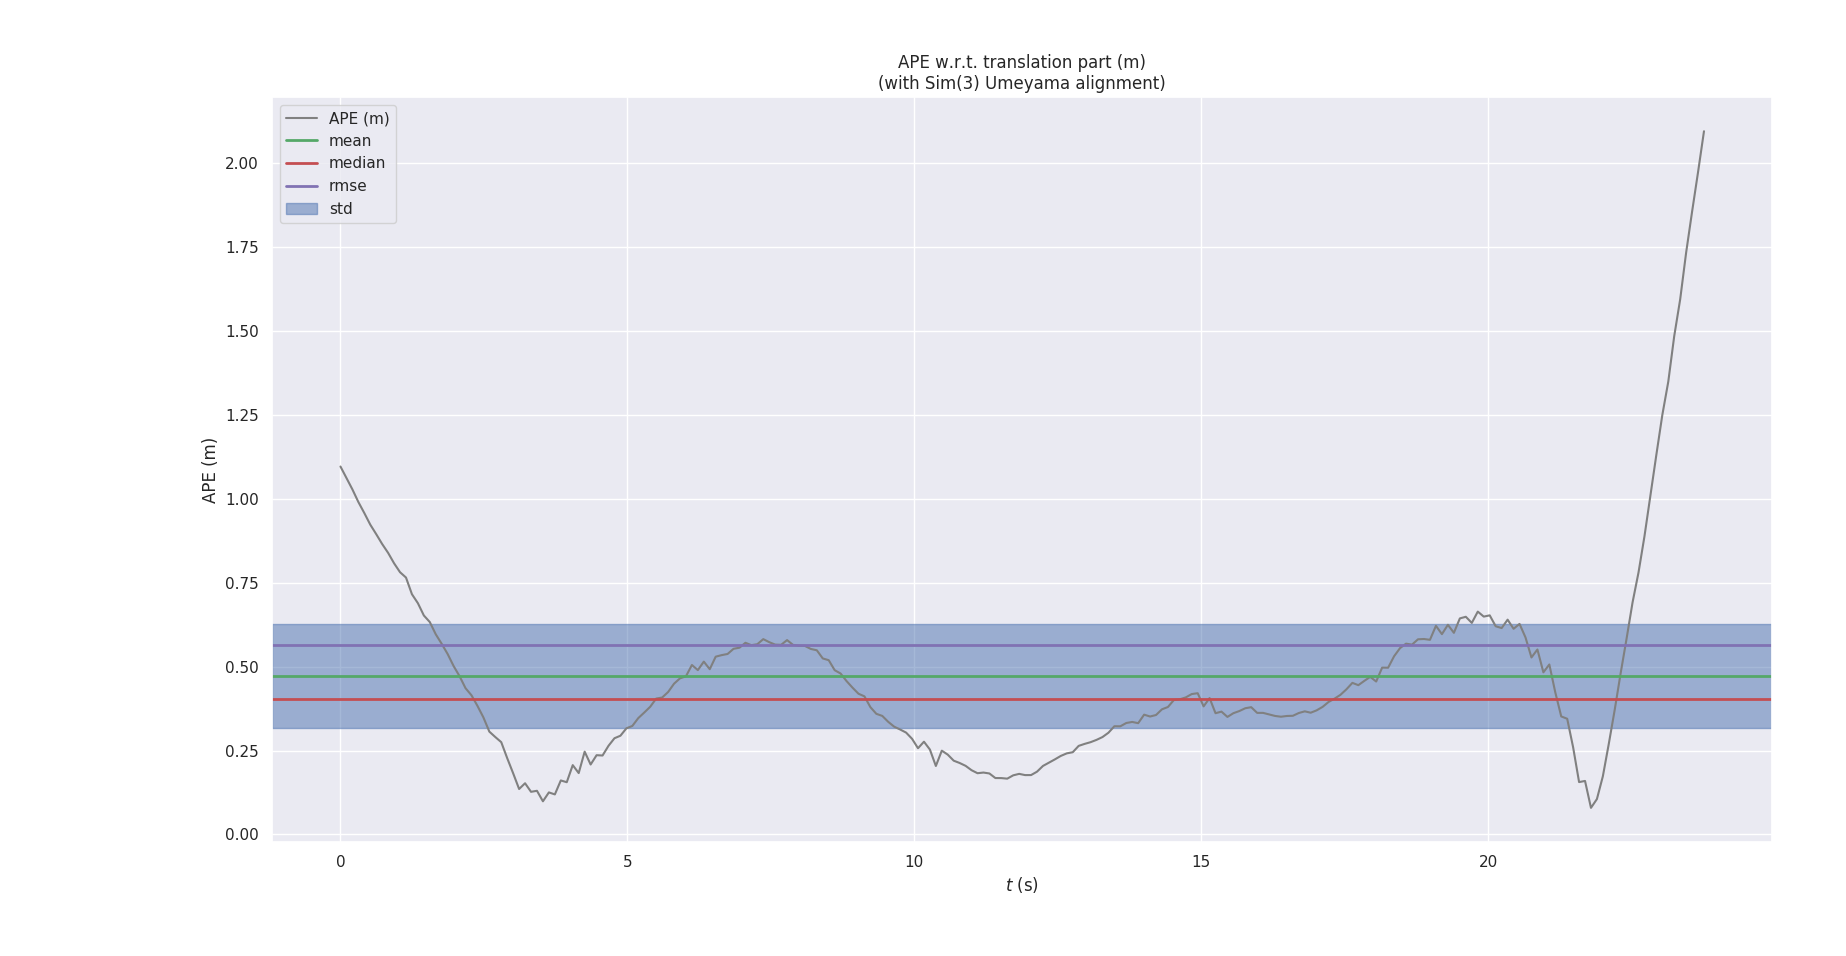 APE w.r.t. translation part (m)
(with Sim(3) Umeyama alignment)
APE (m)
mean
median
rmse
std
2.00
1.75
1.50
1.25
1.00
0.75
0.50
0.25
0.00
APE (m)
0
5
10
15
20
t (s)